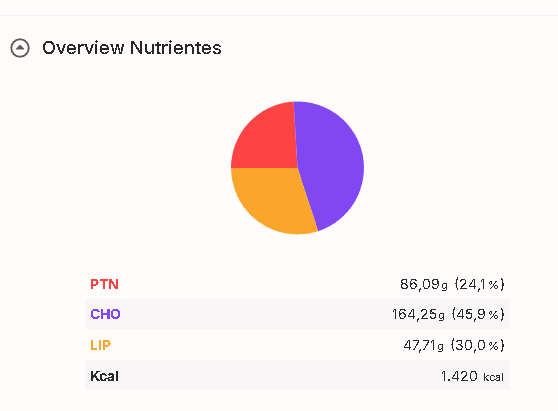 Overview Nutrientes
PTN 86,09g (24,1%)
CHO 164,25g (45,9%)
LIP 47,71g (30,0%)
Kcal 1.420 kcal